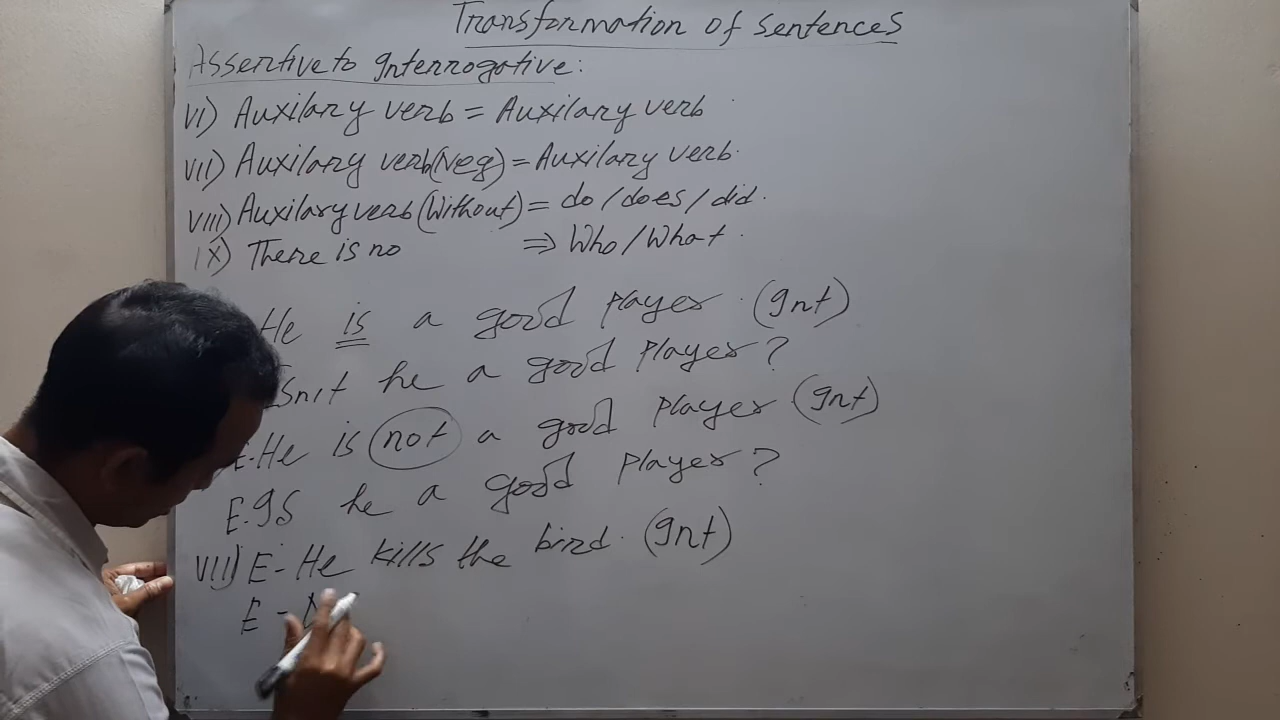 Transformation of Sentences
Assertive to Interrogative:
VI) Auxilary verb = Auxilary verb
VII) Auxilary verb(Neg) = Auxilary verb.
VIII) Auxilary verb (Without) = do/does/did.
IX) There is no => Who/What.
He is a good player. (Int)
Isn't he a good player?
E-He is not a good player (Int)
E.Is he a good player?
VII) E- He kills the bird. (Int)
E -